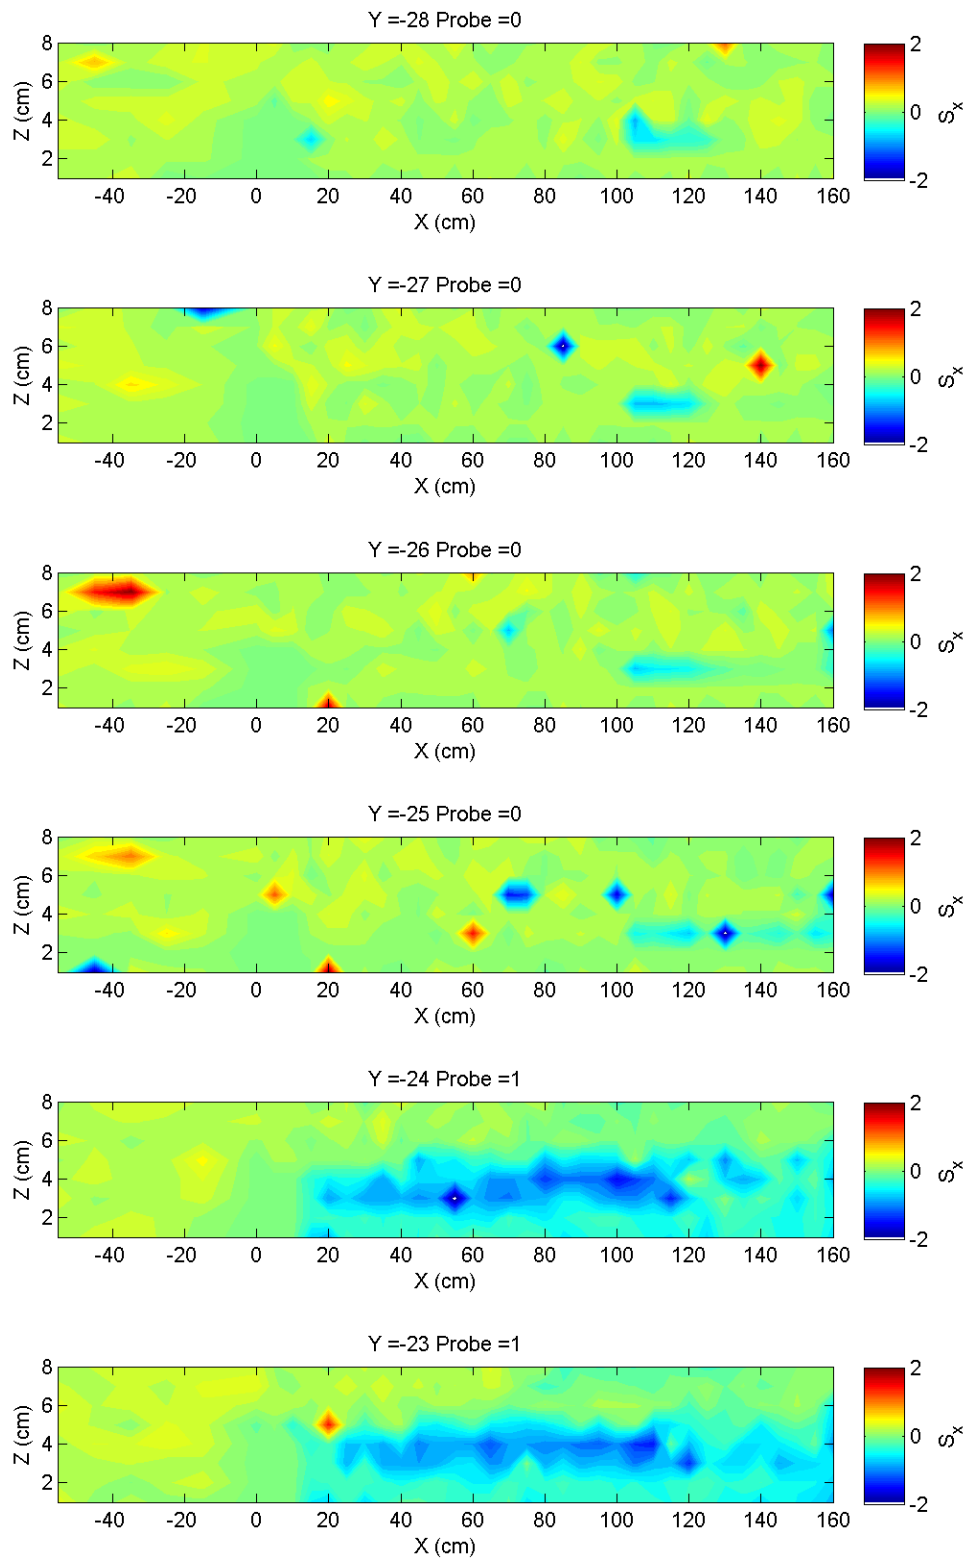 Y =-28 Probe =0
8 6 4 2
Z (cm)
-40 -20 0 20 40 60 80 100 120 140 160
X (cm)
2 0 -2
Sx
Y =-27 Probe =0
8 6 4 2
Z (cm)
-40 -20 0 20 40 60 80 100 120 140 160
X (cm)
2 0 -2
Sx
Y =-26 Probe =0
8 6 4 2
Z (cm)
-40 -20 0 20 40 60 80 100 120 140 160
X (cm)
2 0 -2
Sx
Y =-25 Probe =0
8 6 4 2
Z (cm)
-40 -20 0 20 40 60 80 100 120 140 160
X (cm)
2 0 -2
Sx
Y =-24 Probe =1
8 6 4 2
Z (cm)
-40 -20 0 20 40 60 80 100 120 140 160
X (cm)
2 0 -2
Sx
Y =-23 Probe =1
8 6 4 2
Z (cm)
-40 -20 0 20 40 60 80 100 120 140 160
X (cm)
2 0 -2
Sx